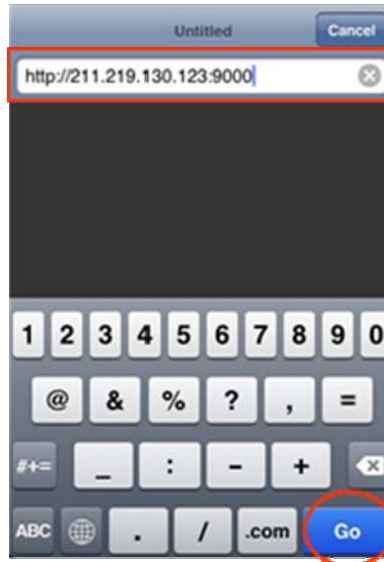 Untitled
Cancel
http://211.219.130.123:9000
1 2 3 4 5 6 7 8 9 0
@ & % ? , =
#+= _ : - +
ABC . / .com Go